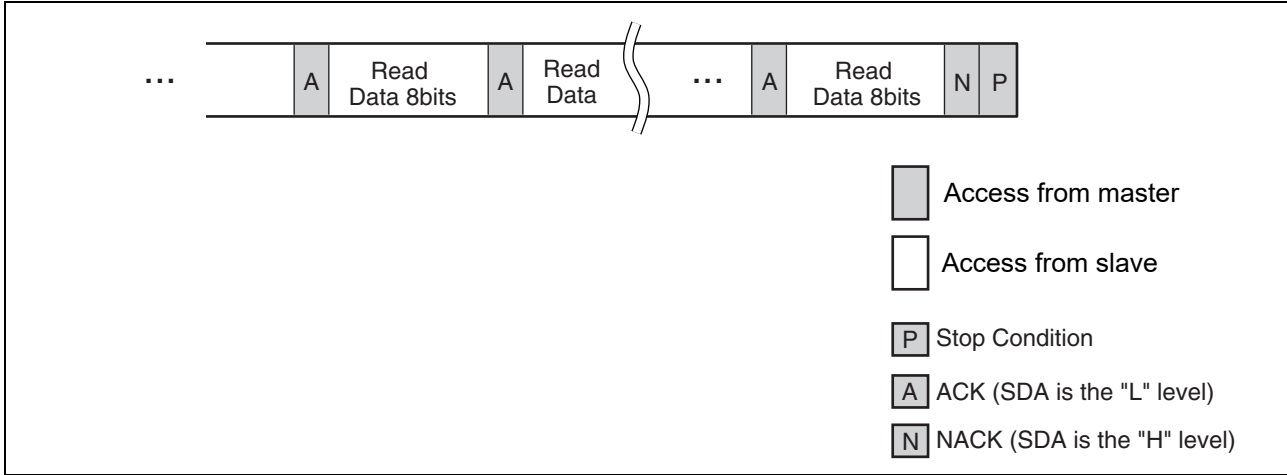 ... A Read Data 8bits A Read Data ... A Read Data 8bits N P
Access from master
Access from slave
P Stop Condition
A ACK (SDA is the "L" level)
N NACK (SDA is the "H" level)